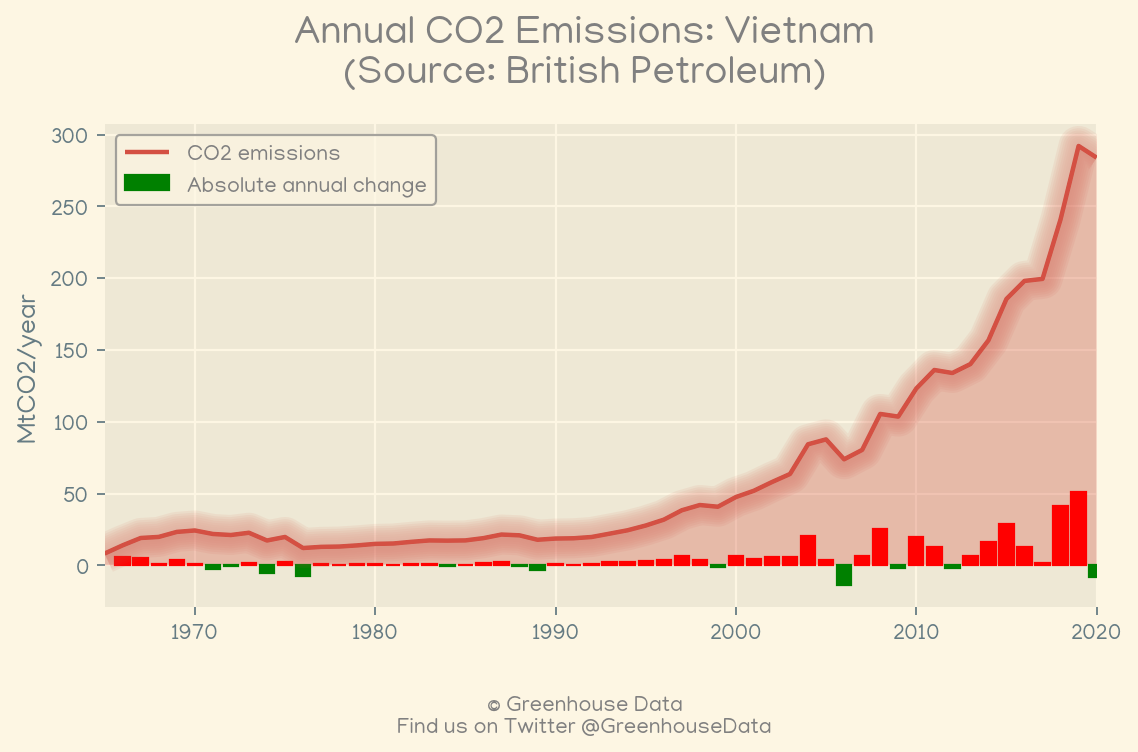 Annual CO2 Emissions: Vietnam
(Source: British Petroleum)
CO2 emissions
Absolute annual change
MtCO2/year
300
250
200
150
100
50
0
1970 1980 1990 2000 2010 2020
© Greenhouse Data
Find us on Twitter @GreenhouseData